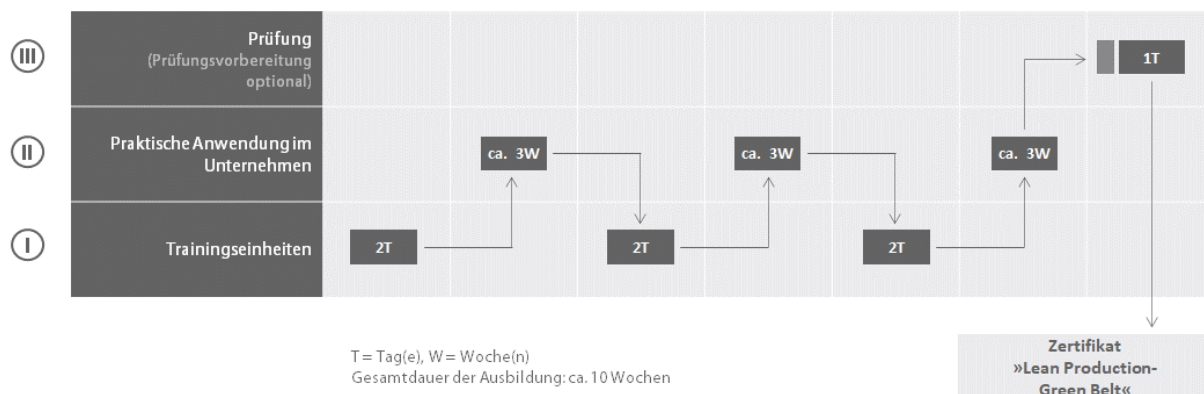 III
Prüfung
(Prüfungsvorbereitung
optional)
1T
II
Praktische Anwendung im
Unternehmen
ca. 3W
ca. 3W
ca. 3W
I
Trainingseinheiten
2T
2T
2T
T = Tag(e), W = Woche(n)
Gesamtdauer der Ausbildung: ca. 10 Wochen
Zertifikat
»Lean Production-
Green Belt«